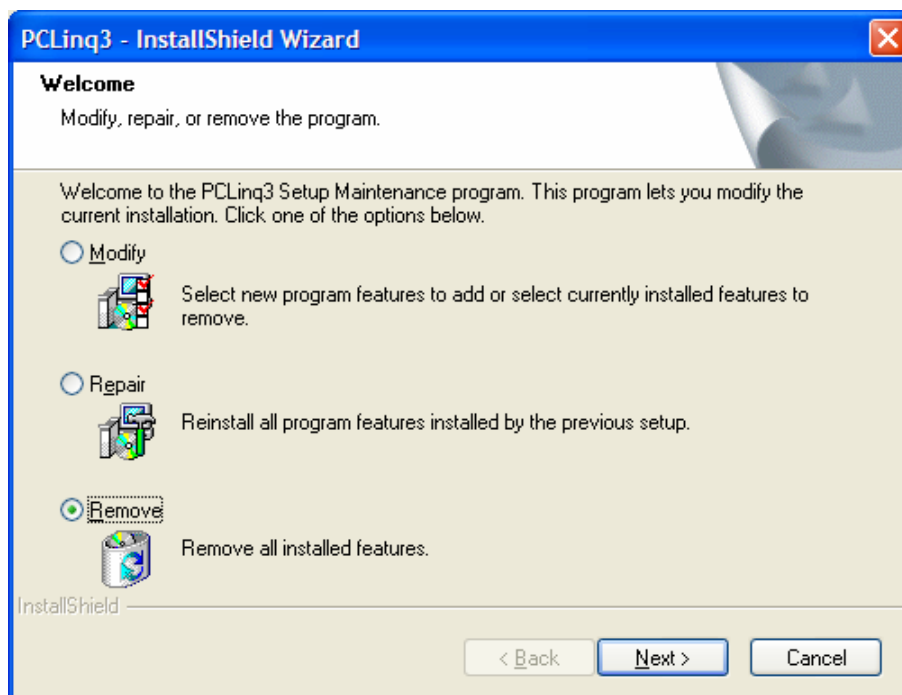 PCLinq3 - InstallShield Wizard
Welcome
Modify, repair, or remove the program.
Welcome to the PCLinq3 Setup Maintenance program. This program lets you modify the
current installation. Click one of the options below.
Modify
Select new program features to add or select currently installed features to
remove.
Repair
Reinstall all program features installed by the previous setup.
Remove
Remove all installed features.
InstallShield
< Back Next > Cancel